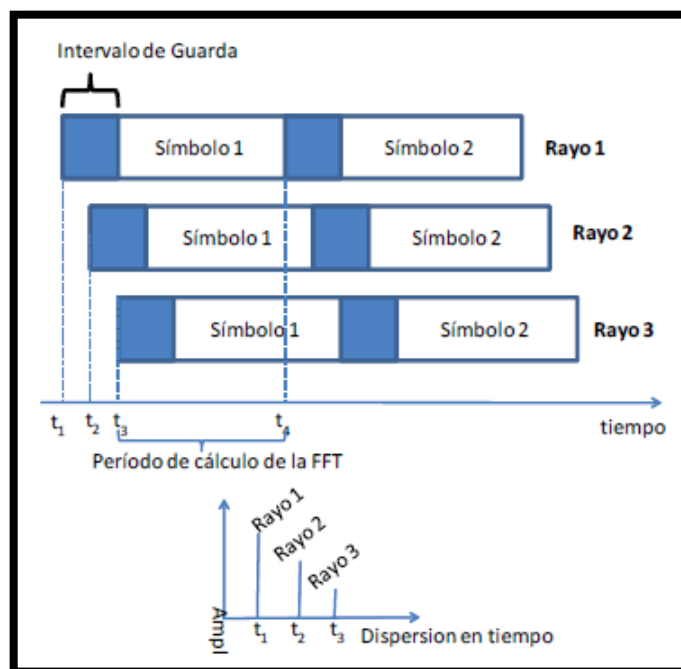 Intervalo de Guarda
Símbolo 1 Símbolo 2 Rayo 1
Símbolo 1 Símbolo 2 Rayo 2
Símbolo 1 Símbolo 2 Rayo 3
t1 t2 t3 t4 tiempo
Período de cálculo de la FFT
Rayo 1
Rayo 2
Rayo 3
Ampl
t1 t2 t3 Dispersion en tiempo